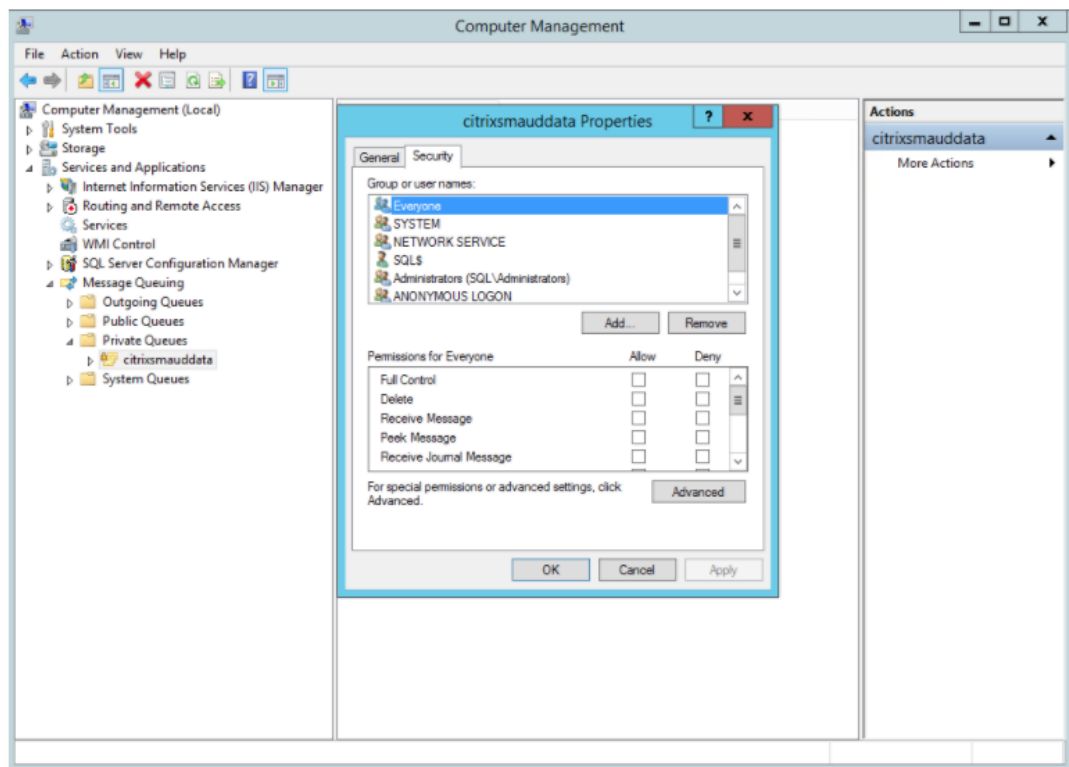 Computer Management
File Action View Help
Computer Management (Local)
System Tools
Storage
Services and Applications
Internet Information Services (IIS) Manager
Routing and Remote Access
Services
WMI Control
SQL Server Configuration Manager
Message Queuing
Outgoing Queues
Public Queues
Private Queues
citrixsmauddata
System Queues
citrixsmauddata Properties
General Security
Group or user names:
Everyone
SYSTEM
NETWORK SERVICE
SQL$
Administrators (SQL\Administrators)
ANONYMOUS LOGON
Add... Remove
Permissions for Everyone Allow Deny
Full Control
Delete
Receive Message
Peek Message
Receive Journal Message
For special permissions or advanced settings, click
Advanced.
Advanced
OK Cancel Apply
Actions
citrixsmauddata
More Actions